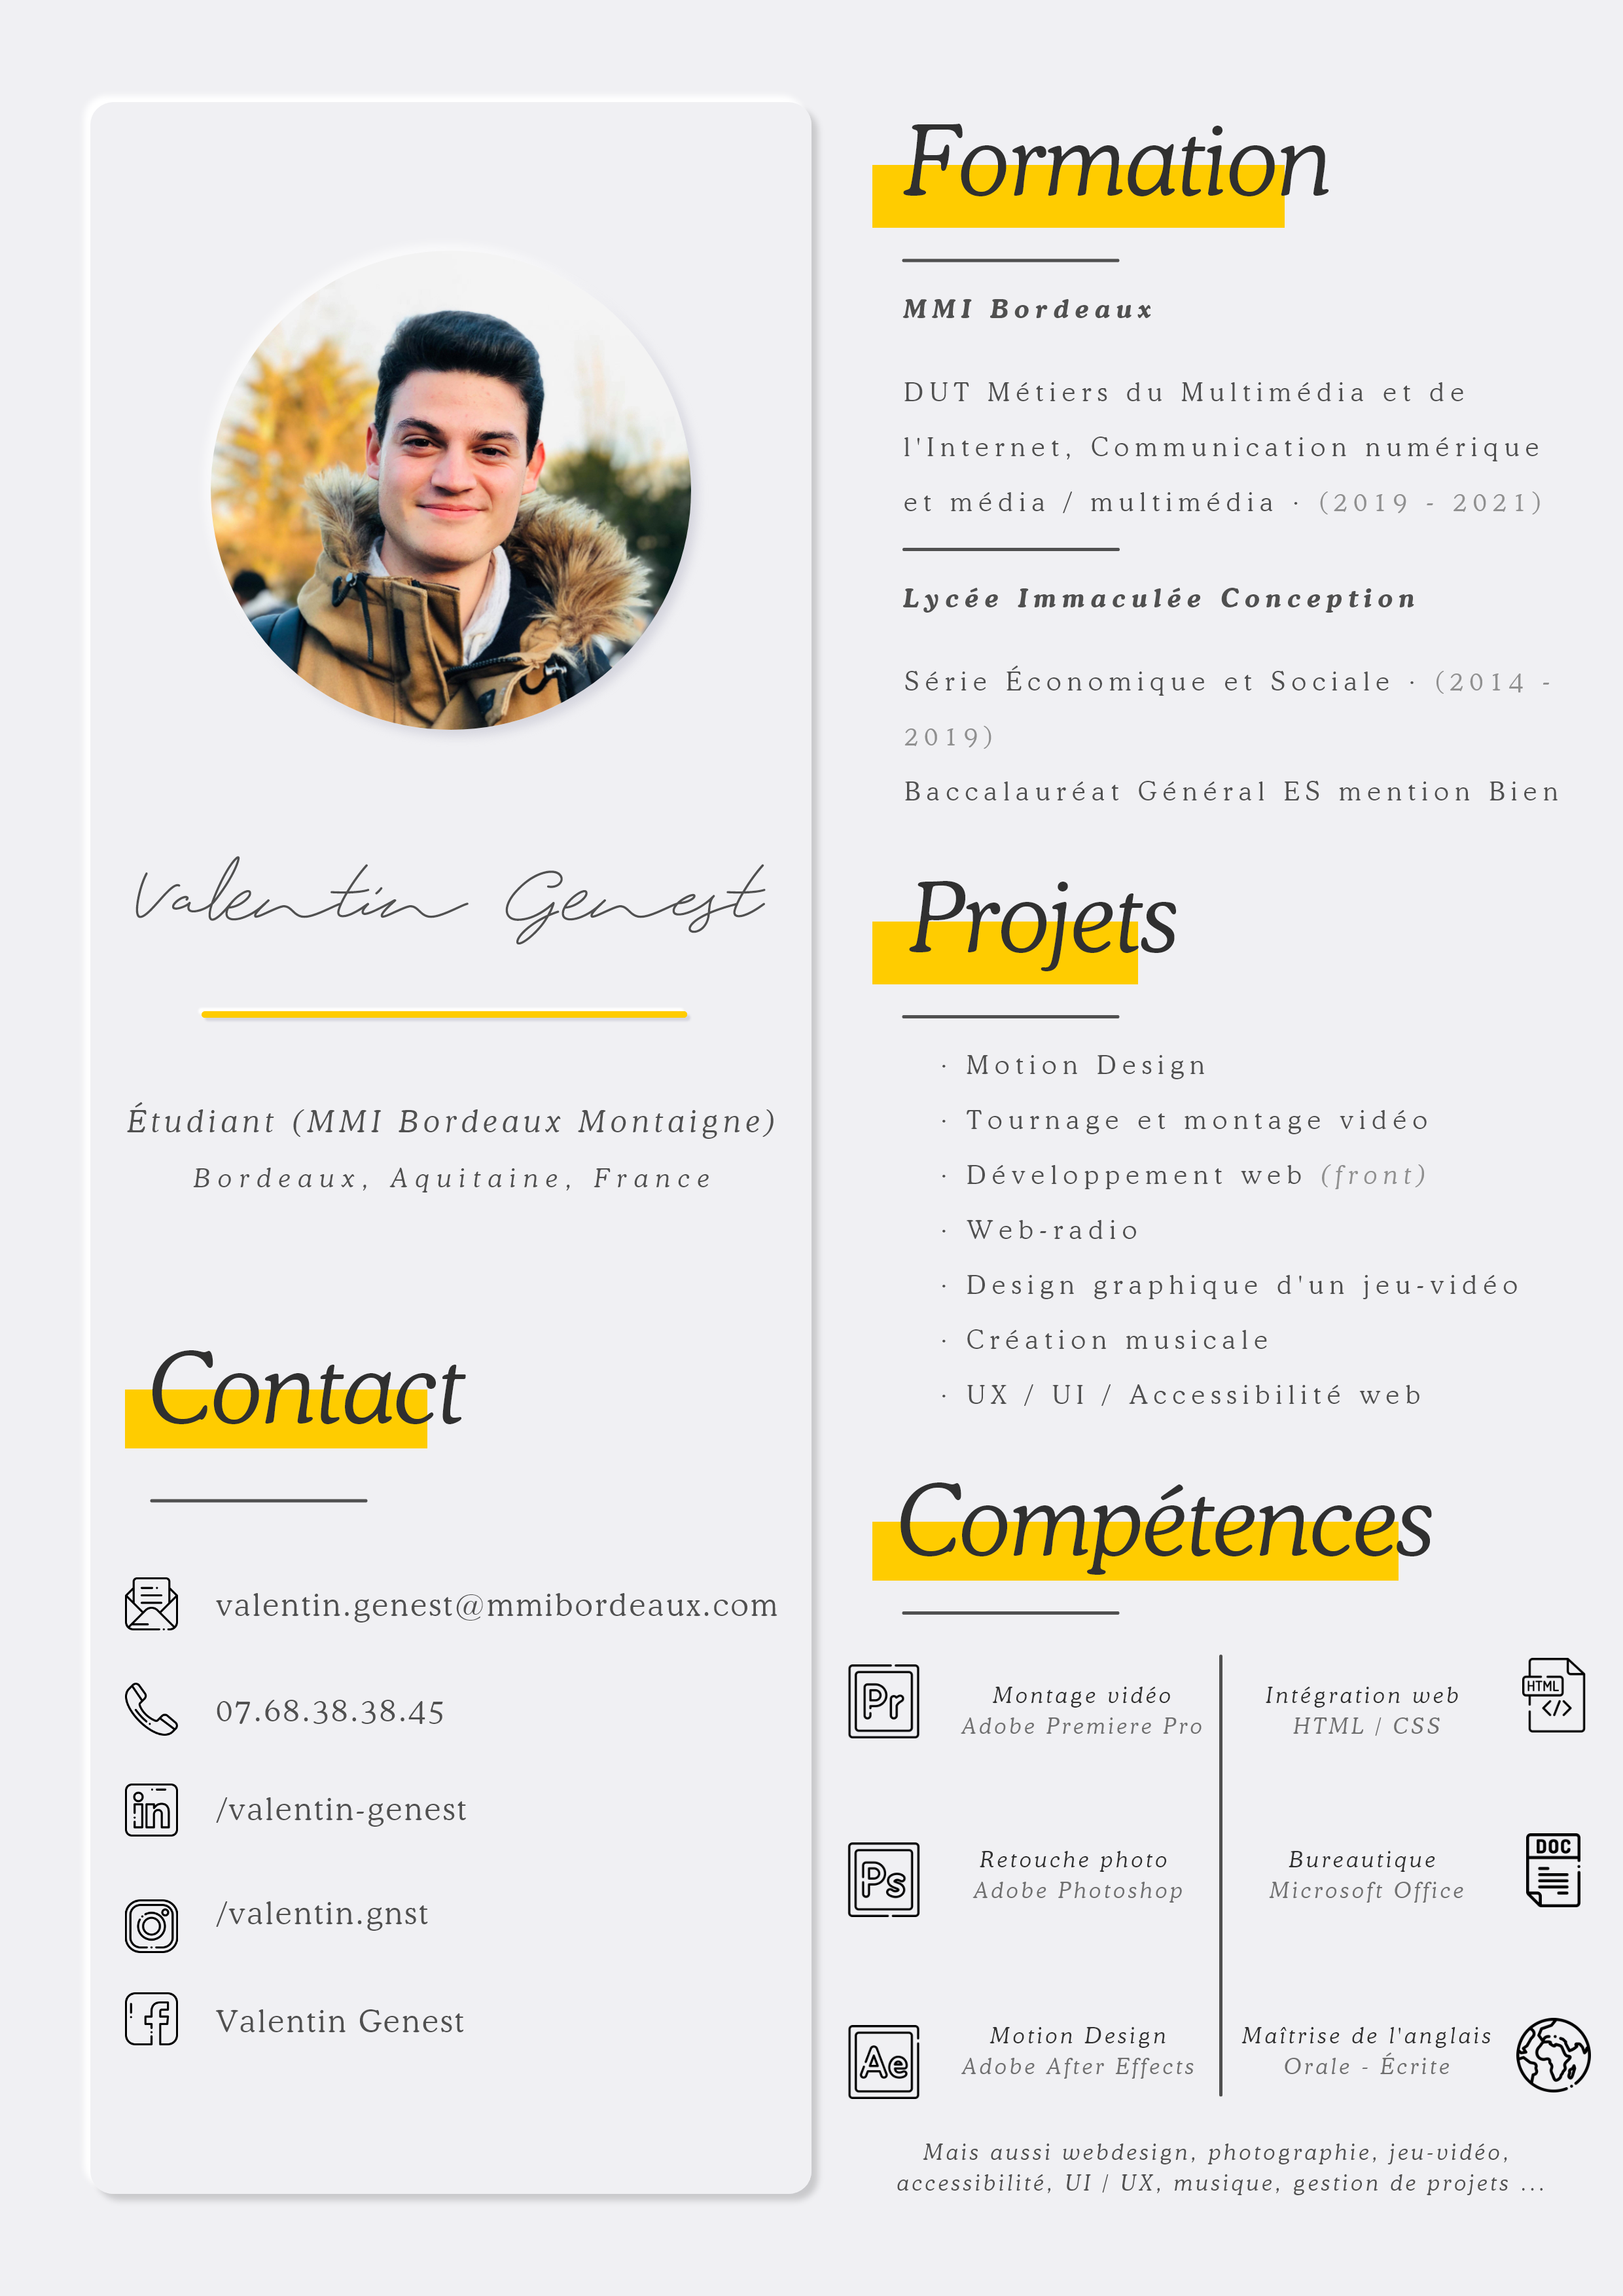 Valentin Genest
Étudiant (MMI Bordeaux Montaigne)
Bordeaux, Aquitaine, France
Contact
valentin.genest@mmibordeaux.com
07.68.38.38.45
in
/valentin-genest
/valentin.gnst
f
Valentin Genest
Formation
MMI Bordeaux
DUT Métiers du Multimédia et de
l'Internet, Communication numérique
et média / multimédia · (2019 - 2021)
Lycée Immaculée Conception
Série Économique et Sociale · (2014 -
2019)
Baccalauréat Général ES mention Bien
Projets
· Motion Design
· Tournage et montage vidéo
· Développement web (front)
· Web-radio
· Design graphique d'un jeu-vidéo
· Création musicale
· UX / UI / Accessibilité web
Compétences
Pr
Montage vidéo
Adobe Premiere Pro
Intégration web
HTML / CSS
HTML
</>
Ps
Retouche photo
Adobe Photoshop
Bureautique
Microsoft Office
DOC
Ae
Motion Design
Adobe After Effects
Maîtrise de l'anglais
Orale - Écrite
Mais aussi webdesign, photographie, jeu-vidéo,
accessibilité, UI / UX, musique, gestion de projets ...